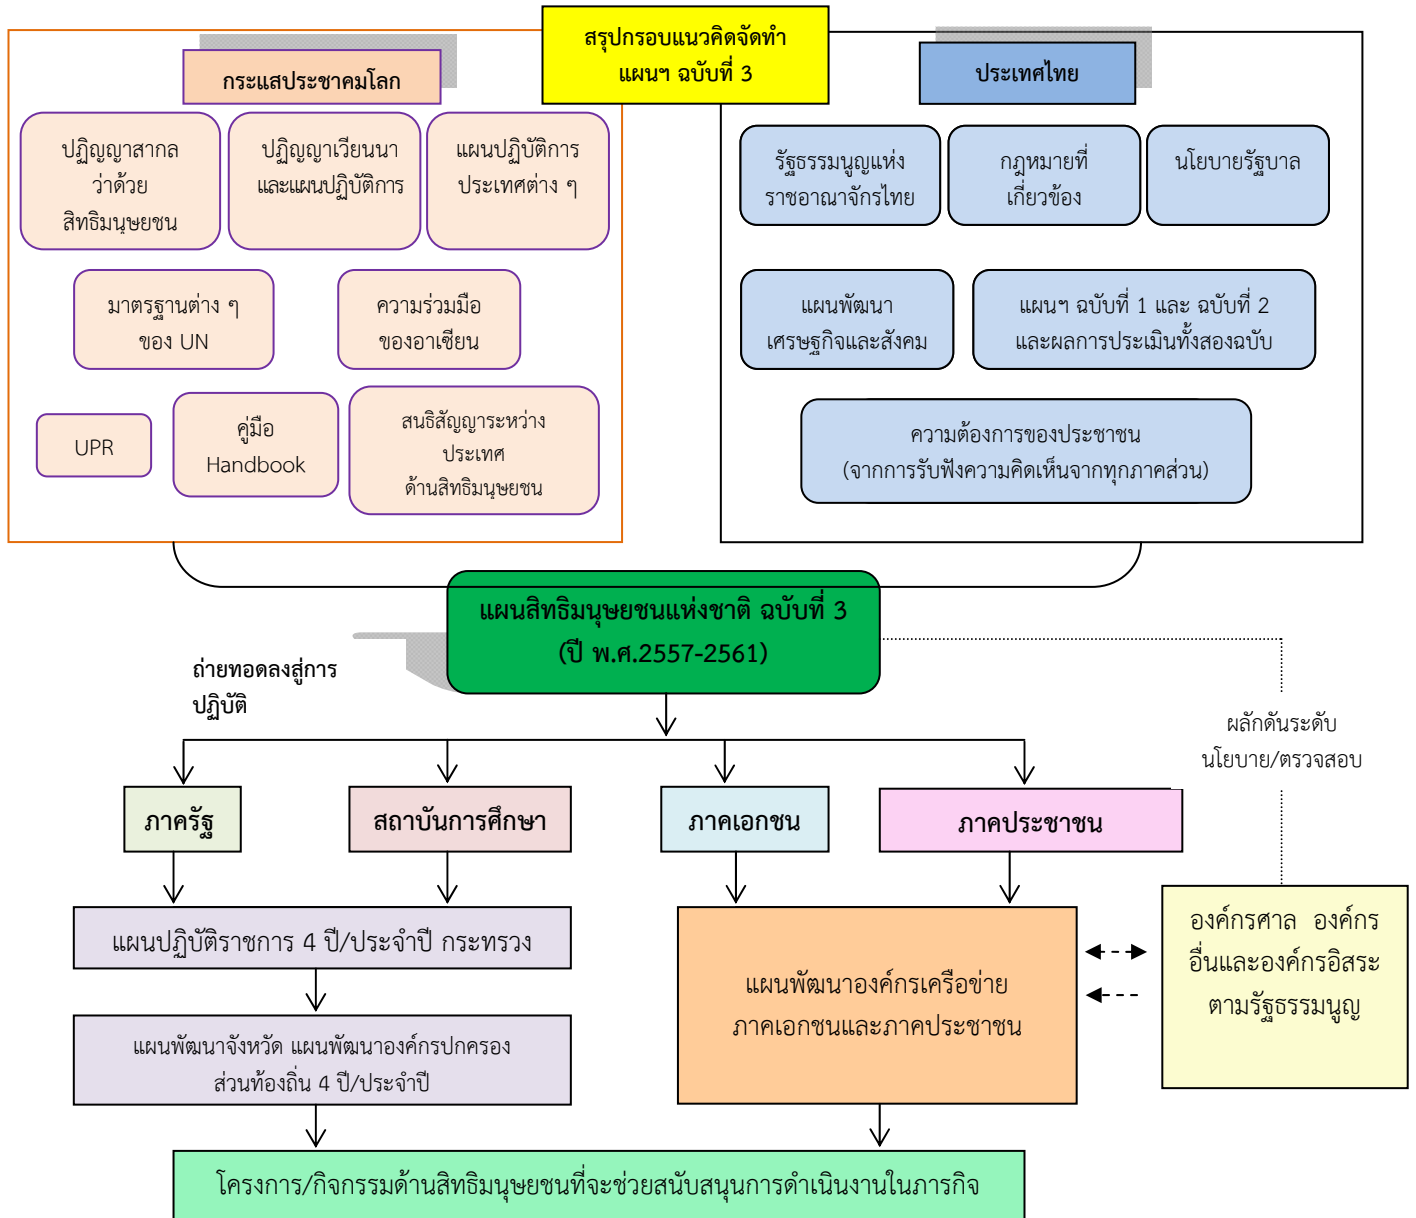 สรุปกรอบแนวคิดจัดทำ
แผนฯ ฉบับที่ 3
กระแสประชาคมโลก
ปฏิญญาสากล
ว่าด้วย
สิทธิมนุษยชน
ปฏิญญาเวียนนา
และแผนปฏิบัติการ
แผนปฏิบัติการ
ประเทศต่าง ๆ
มาตรฐานต่าง ๆ
ของ UN
ความร่วมมือ
ของอาเซียน
UPR
คู่มือ
Handbook
สนธิสัญญาระหว่าง
ประเทศ
ด้านสิทธิมนุษยชน
ประเทศไทย
รัฐธรรมนูญแห่ง
ราชอาณาจักรไทย
กฎหมายที่
เกี่ยวข้อง
นโยบายรัฐบาล
แผนพัฒนา
เศรษฐกิจและสังคม
แผนฯ ฉบับที่ 1 และ ฉบับที่ 2
และผลการประเมินทั้งสองฉบับ
ความต้องการของประชาชน
(จากการรับฟังความคิดเห็นจากทุกภาคส่วน)
แผนสิทธิมนุษยชนแห่งชาติ ฉบับที่ 3
(ปี พ.ศ.2557-2561)
ถ่ายทอดลงสู่การ
ปฏิบัติ
ผลักดันระดับ
นโยบาย/ตรวจสอบ
ภาครัฐ
สถาบันการศึกษา
ภาคเอกชน
ภาคประชาชน
แผนปฏิบัติราชการ 4 ปี/ประจำปี กระทรวง
แผนพัฒนาจังหวัด แผนพัฒนาองค์กรปกครอง
ส่วนท้องถิ่น 4 ปี/ประจำปี
แผนพัฒนาองค์กรเครือข่าย
ภาคเอกชนและภาคประชาชน
องค์กรศาล องค์กร
อื่นและองค์กรอิสระ
ตามรัฐธรรมนูญ
โครงการ/กิจกรรมด้านสิทธิมนุษยชนที่จะช่วยสนับสนุนการดำเนินงานในภารกิจ